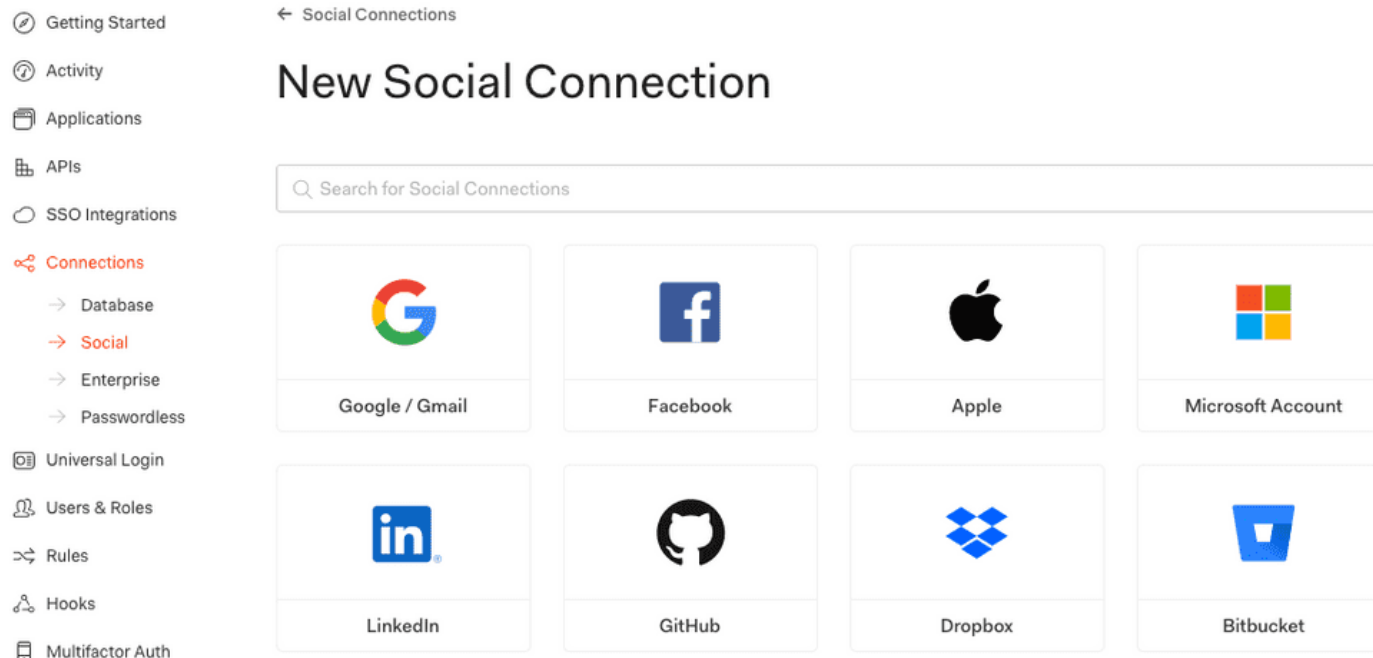 Getting Started
Activity
Applications
APIs
SSO Integrations
Connections
Database
Social
Enterprise
Passwordless
Universal Login
Users & Roles
Rules
Hooks
Multifactor Auth
Social Connections
New Social Connection
Search for Social Connections
Google / Gmail
Facebook
Apple
Microsoft Account
in
LinkedIn
GitHub
Dropbox
Bitbucket